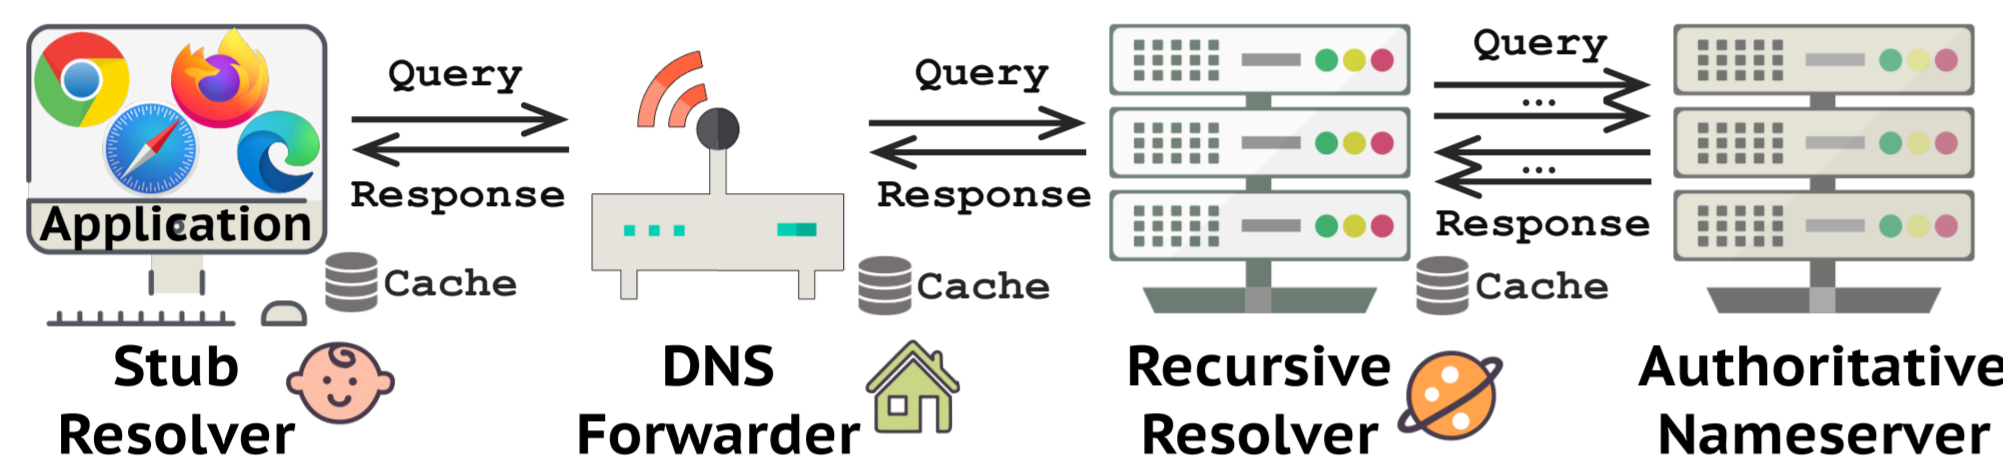 Application
Query
Response
Cache
Stub
Resolver
Query
Response
Cache
DNS
Forwarder
Query
...
...
Response
Cache
Recursive
Resolver
Authoritative
Nameserver